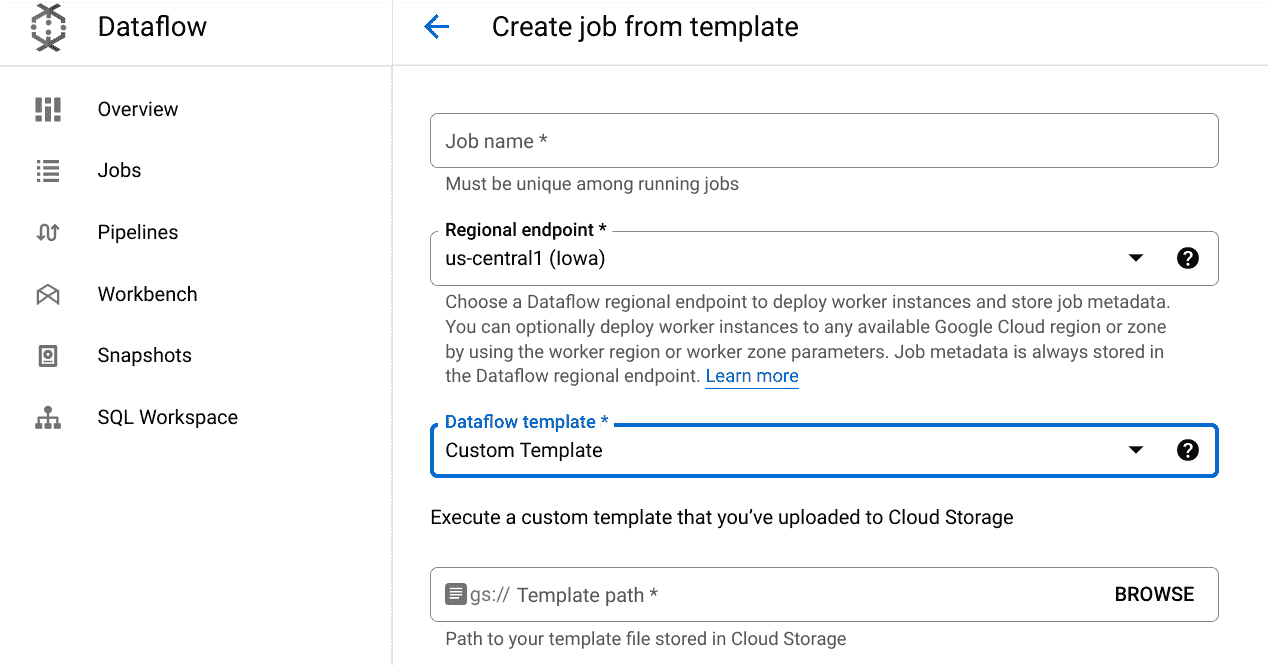 Dataflow
Create job from template
Overview
Jobs
Pipelines
Workbench
Snapshots
SQL Workspace
Job name *
Must be unique among running jobs
Regional endpoint *
us-central1 (Iowa)
Choose a Dataflow regional endpoint to deploy worker instances and store job metadata.
You can optionally deploy worker instances to any available Google Cloud region or zone
by using the worker region or worker zone parameters. Job metadata is always stored in
the Dataflow regional endpoint. Learn more
Dataflow template *
Custom Template
Execute a custom template that you’ve uploaded to Cloud Storage
gs:// Template path * BROWSE
Path to your template file stored in Cloud Storage